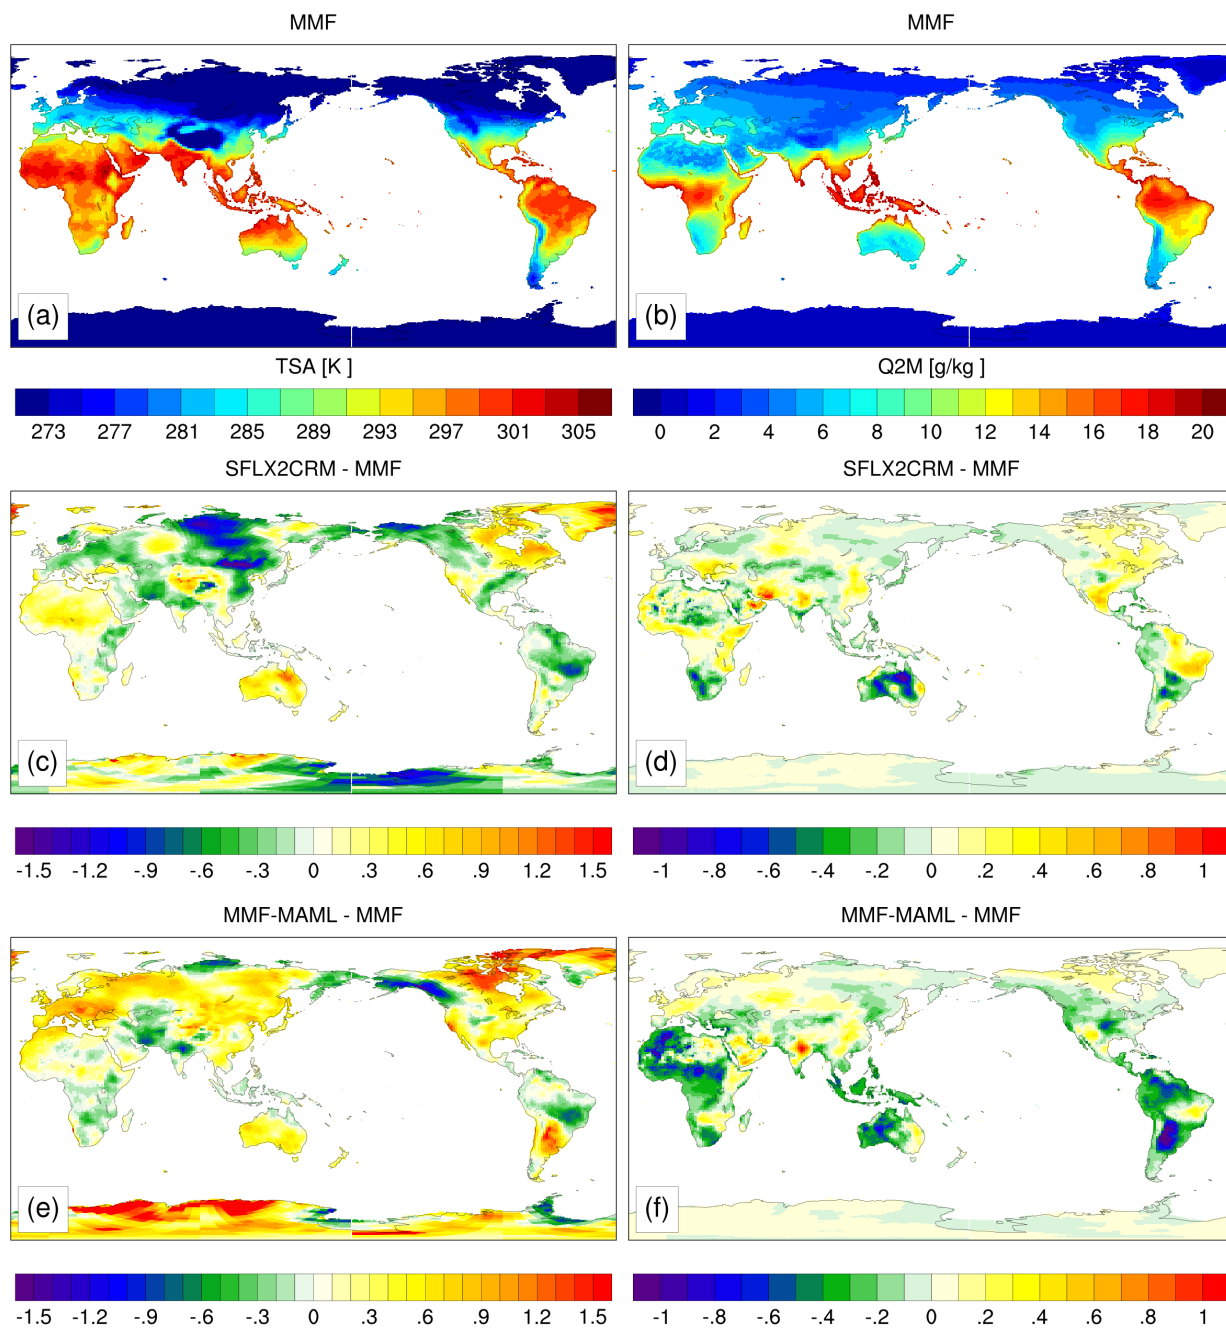 MMF
MMF
(a)
(b)
TSA [K ]
Q2M [g/kg ]
273 277 281 285 289 293 297 301 305
0 2 4 6 8 10 12 14 16 18 20
SFLX2CRM - MMF
SFLX2CRM - MMF
(c)
(d)
-1.5 -1.2 -.9 -.6 -.3 0 .3 .6 .9 1.2 1.5
-1 -.8 -.6 -.4 -.2 0 .2 .4 .6 .8 1
MMF-MAML - MMF
MMF-MAML - MMF
(e)
(f)
-1.5 -1.2 -.9 -.6 -.3 0 .3 .6 .9 1.2 1.5
-1 -.8 -.6 -.4 -.2 0 .2 .4 .6 .8 1